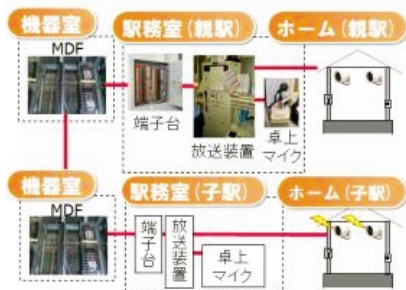 機器室
駅務室(親駅)
ホーム(親駅)
MDF
端子台
放送装置
卓上
マイク
機器室
駅務室(子駅)
ホーム(子駅)
MDF
端子台
放送装置
卓上
マイク